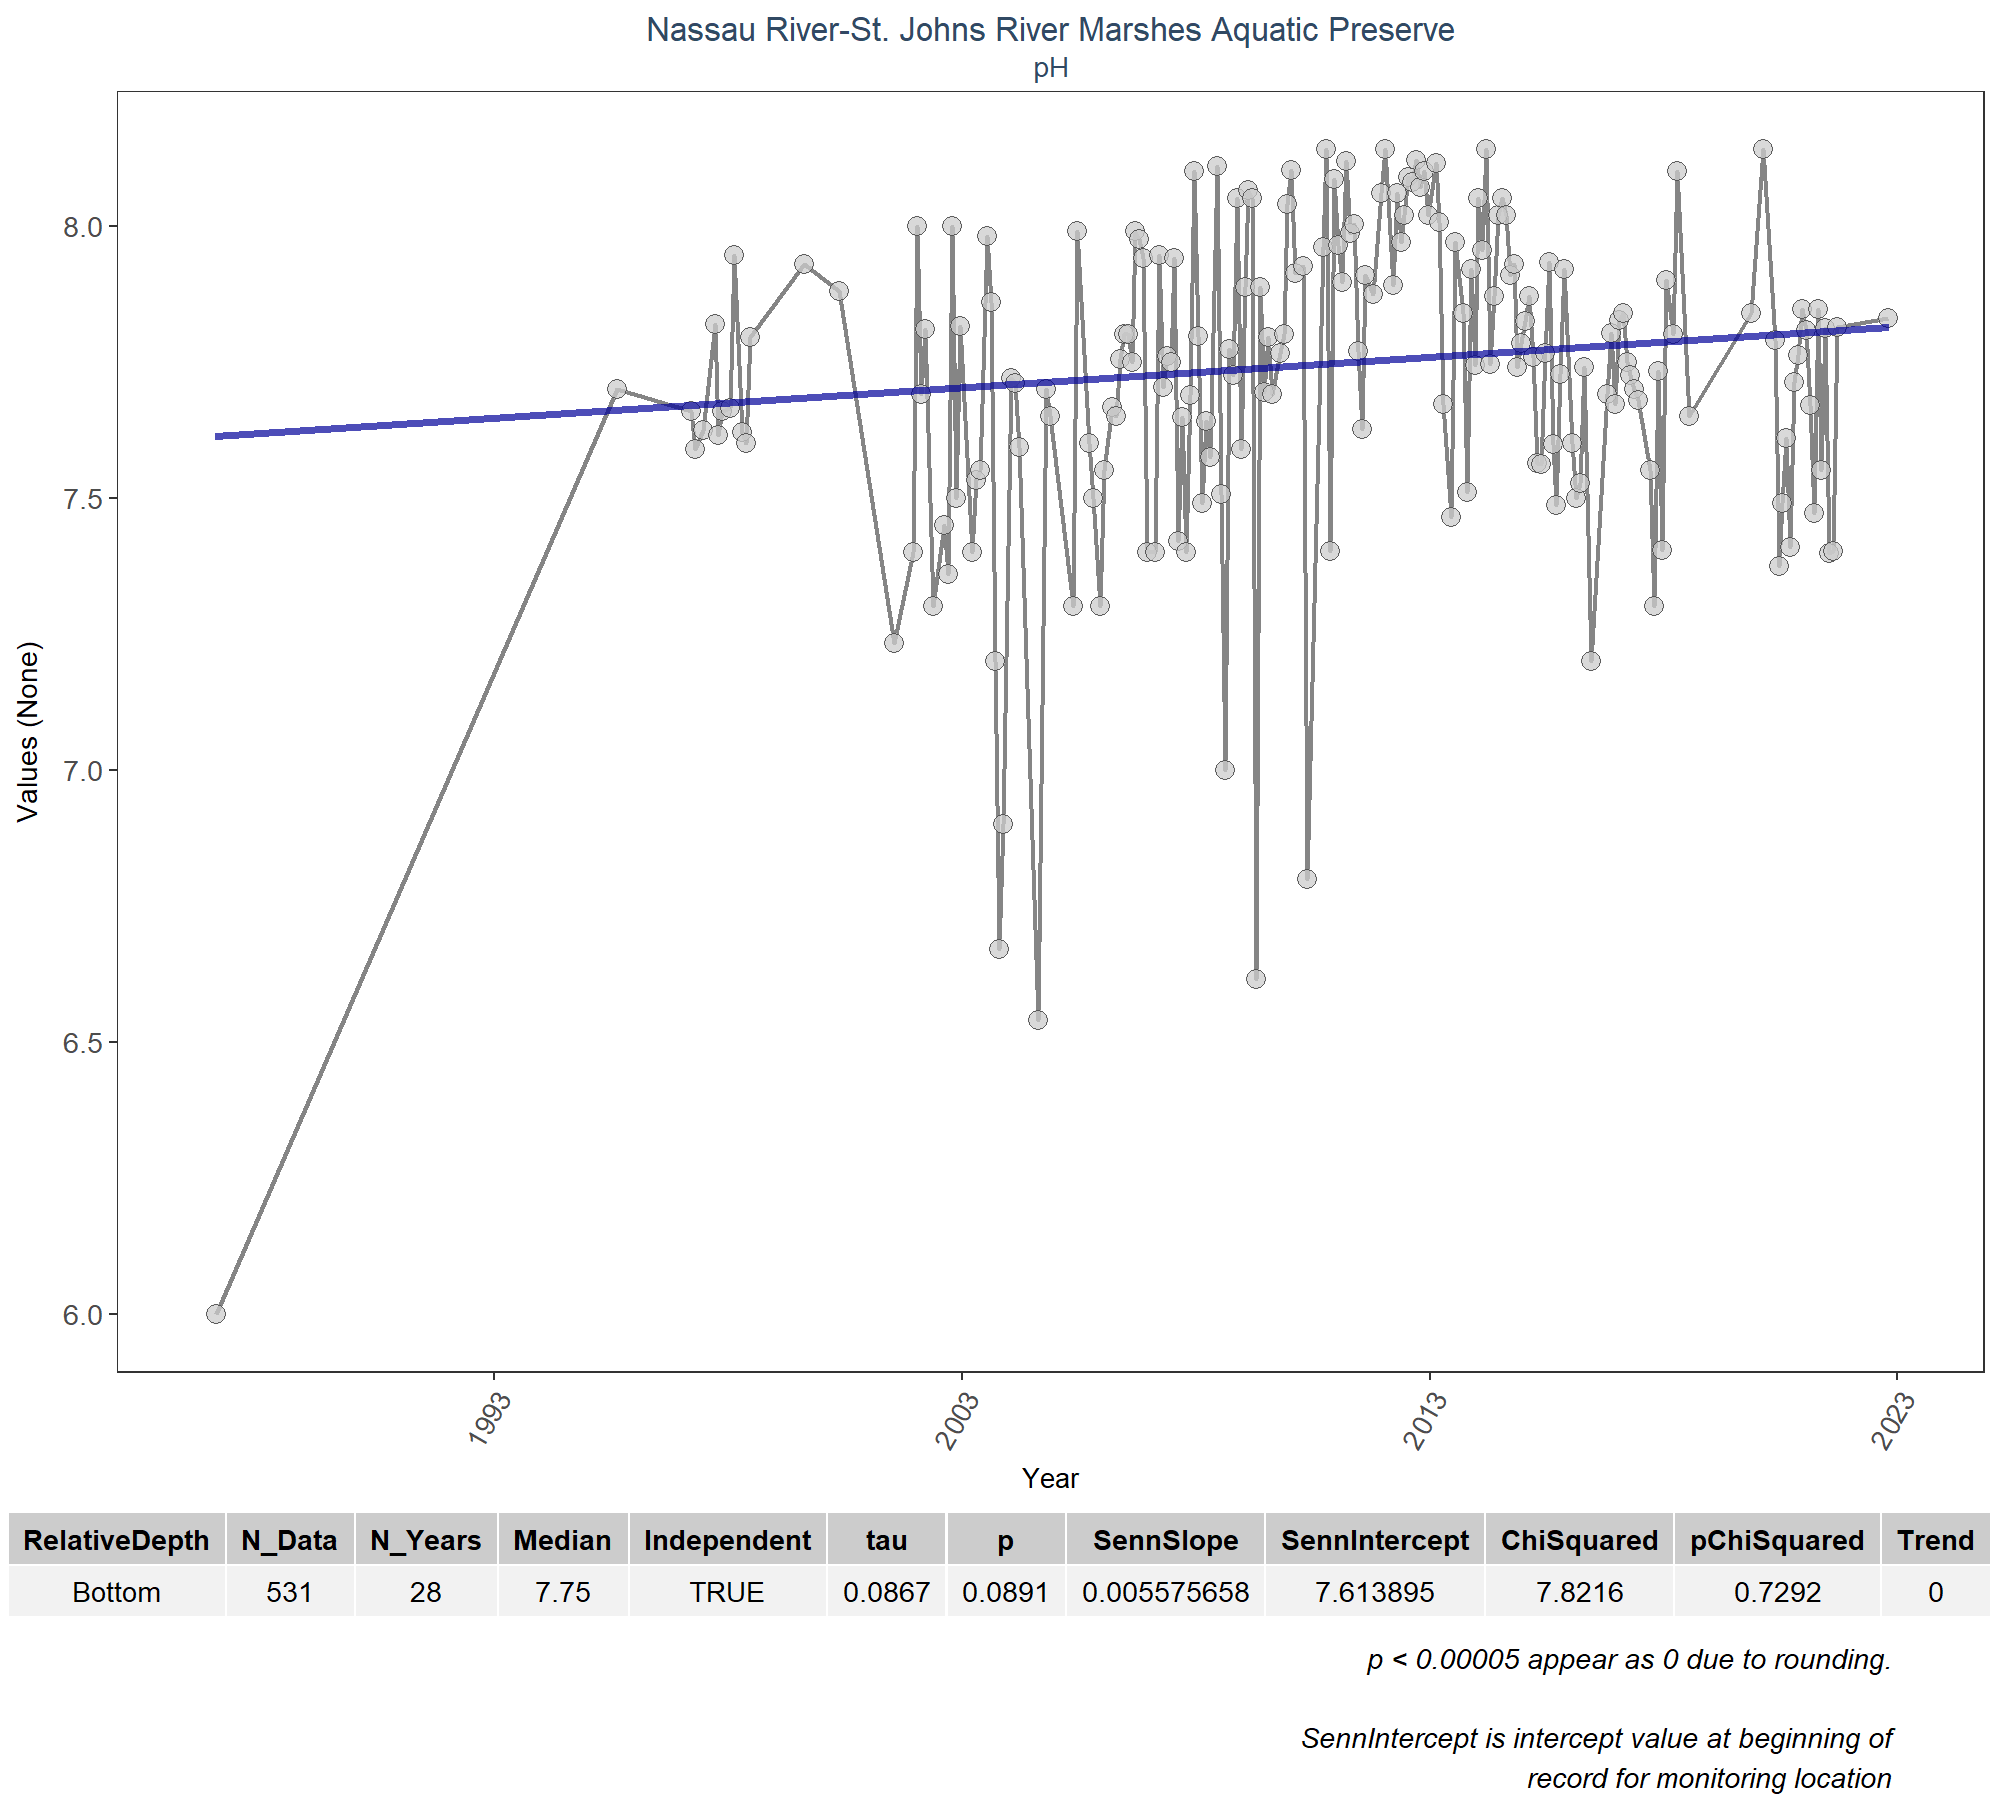 Nassau River-St. Johns River Marshes Aquatic Preserve
pH
8.0
7.5
7.0
6.5
6.0
Values (None)
1993
2003
2013
2023
Year
RelativeDepth N_Data N_Years Median Independent tau p SennSlope SennIntercept ChiSquared pChiSquared Trend
Bottom 531 28 7.75 TRUE 0.0867 0.0891 0.005575658 7.613895 7.8216 0.7292 0
p < 0.00005 appear as 0 due to rounding.
SennIntercept is intercept value at beginning of
record for monitoring location